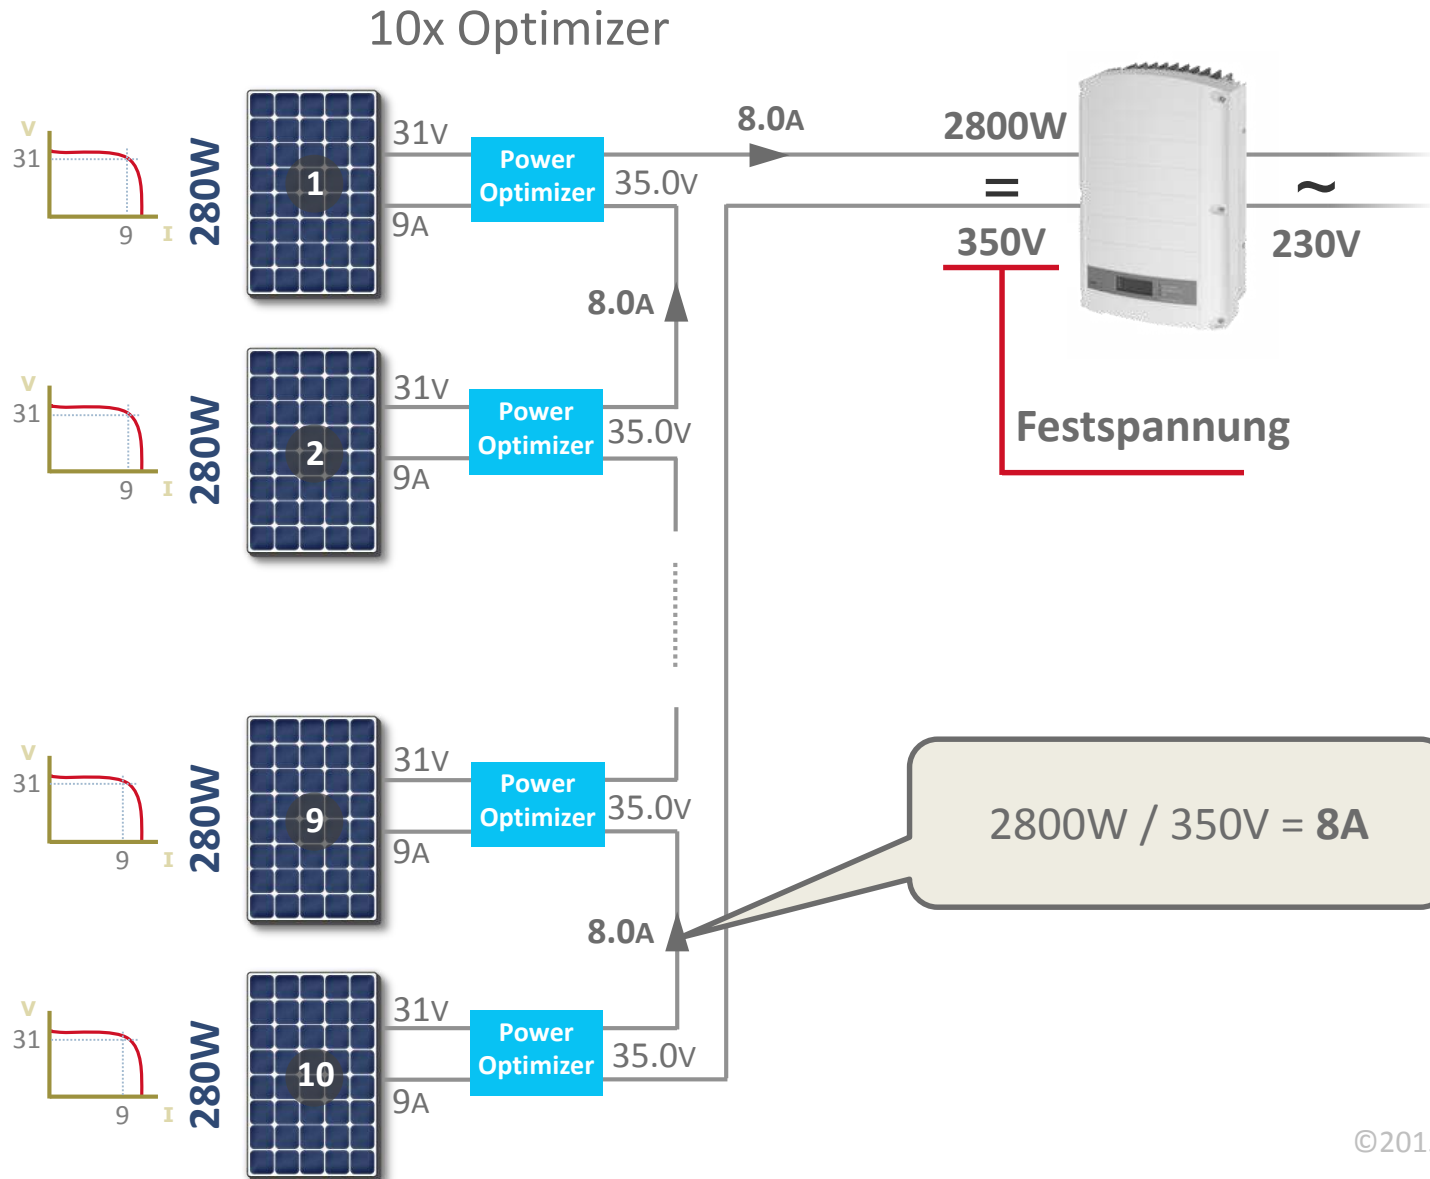 10x Optimizer
V
31
9
I
280W
1
31V
9A
Power
Optimizer
35.0V
8.0A
2800W
=
350V
~
230V
Festspannung
8.0A
V
31
9
I
280W
2
31V
9A
Power
Optimizer
35.0V
V
31
9
I
280W
9
31V
9A
Power
Optimizer
35.0V
2800W / 350V = 8A
8.0A
V
31
9
I
280W
10
31V
9A
Power
Optimizer
35.0V